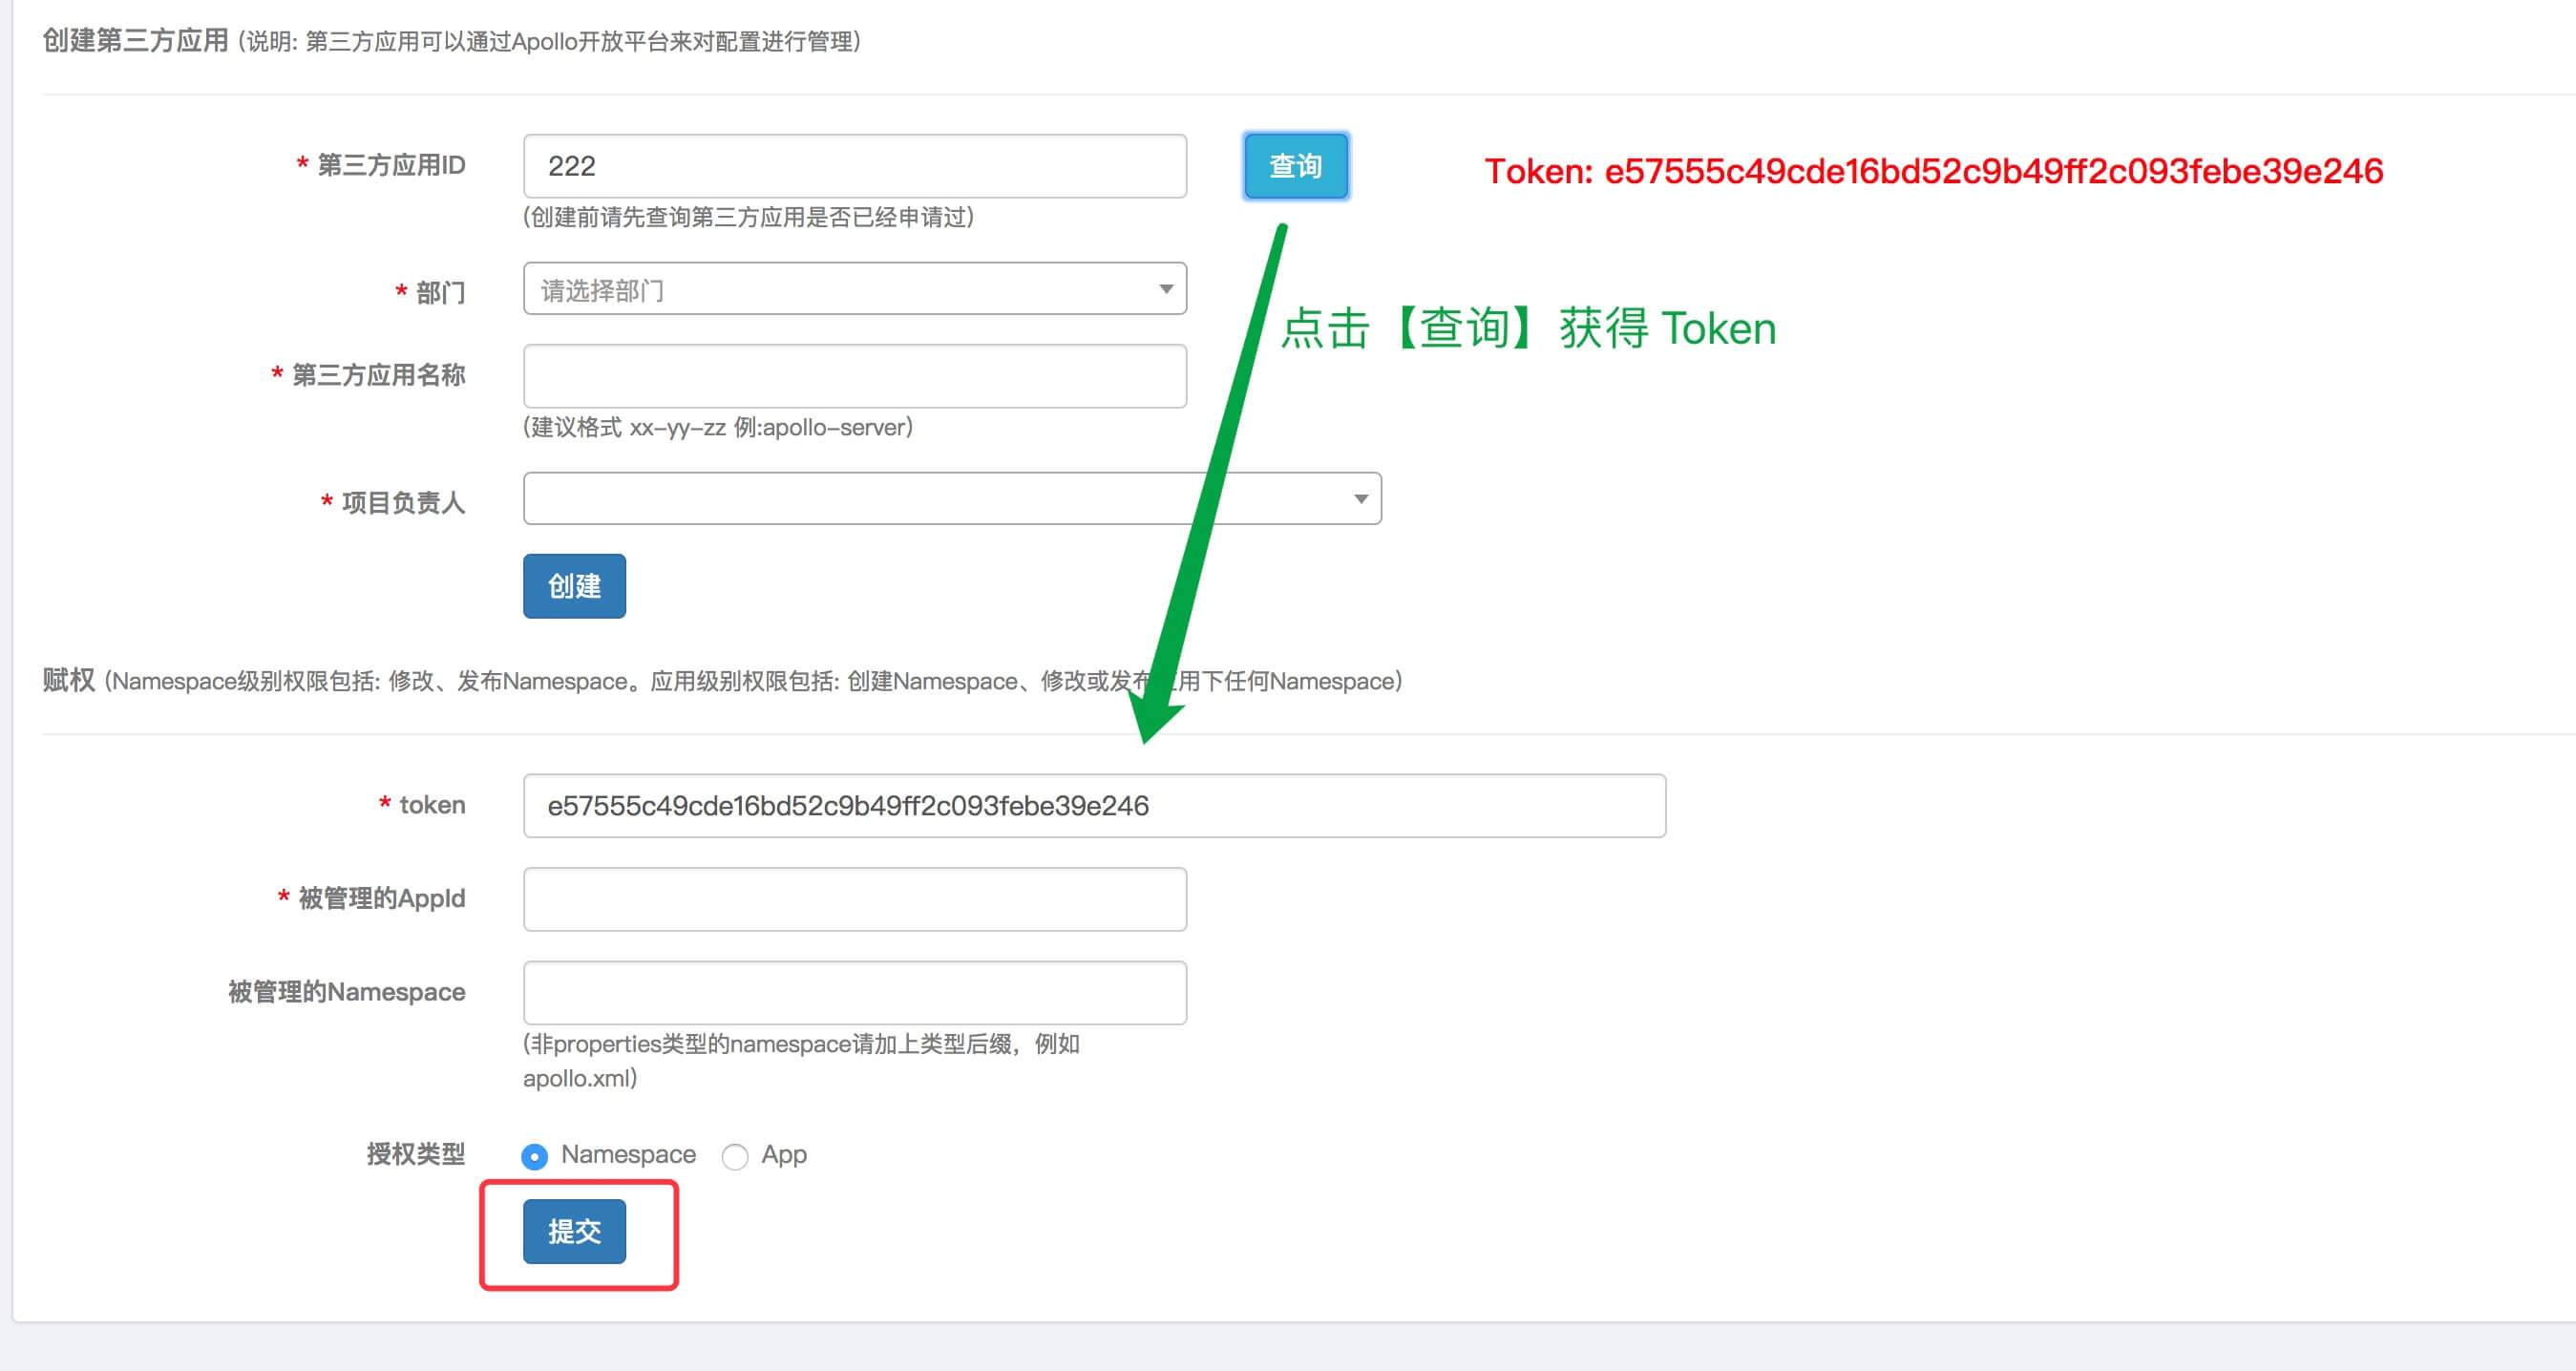 创建第三方应用 (说明: 第三方应用可以通过Apollo开放平台来对配置进行管理)
* 第三方应用ID
222
查询
Token: e57555c49cde16bd52c9b49ff2c093febe39e246
(创建前请先查询第三方应用是否已经申请过)
* 部门
请选择部门
点击【查询】获得 Token
* 第三方应用名称
(建议格式 xx-yy-zz 例:apollo-server)
* 项目负责人
创建
赋权 (Namespace级别权限包括: 修改、发布Namespace。应用级别权限包括: 创建Namespace、修改或发布 用下任何Namespace)
* token
e57555c49cde16bd52c9b49ff2c093febe39e246
* 被管理的AppId
被管理的Namespace
(非properties类型的namespace请加上类型后缀，例如
apollo.xml)
授权类型
Namespace
App
提交